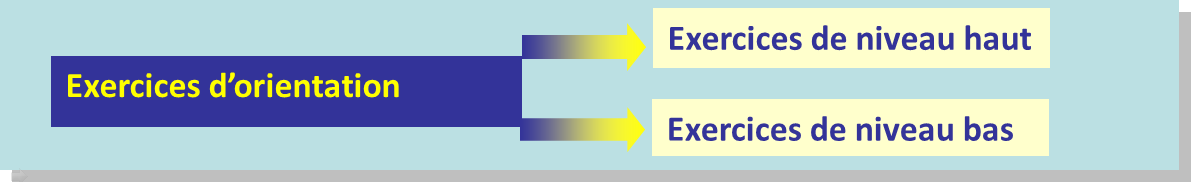 Exercices de niveau haut
Exercices d’orientation
Exercices de niveau bas